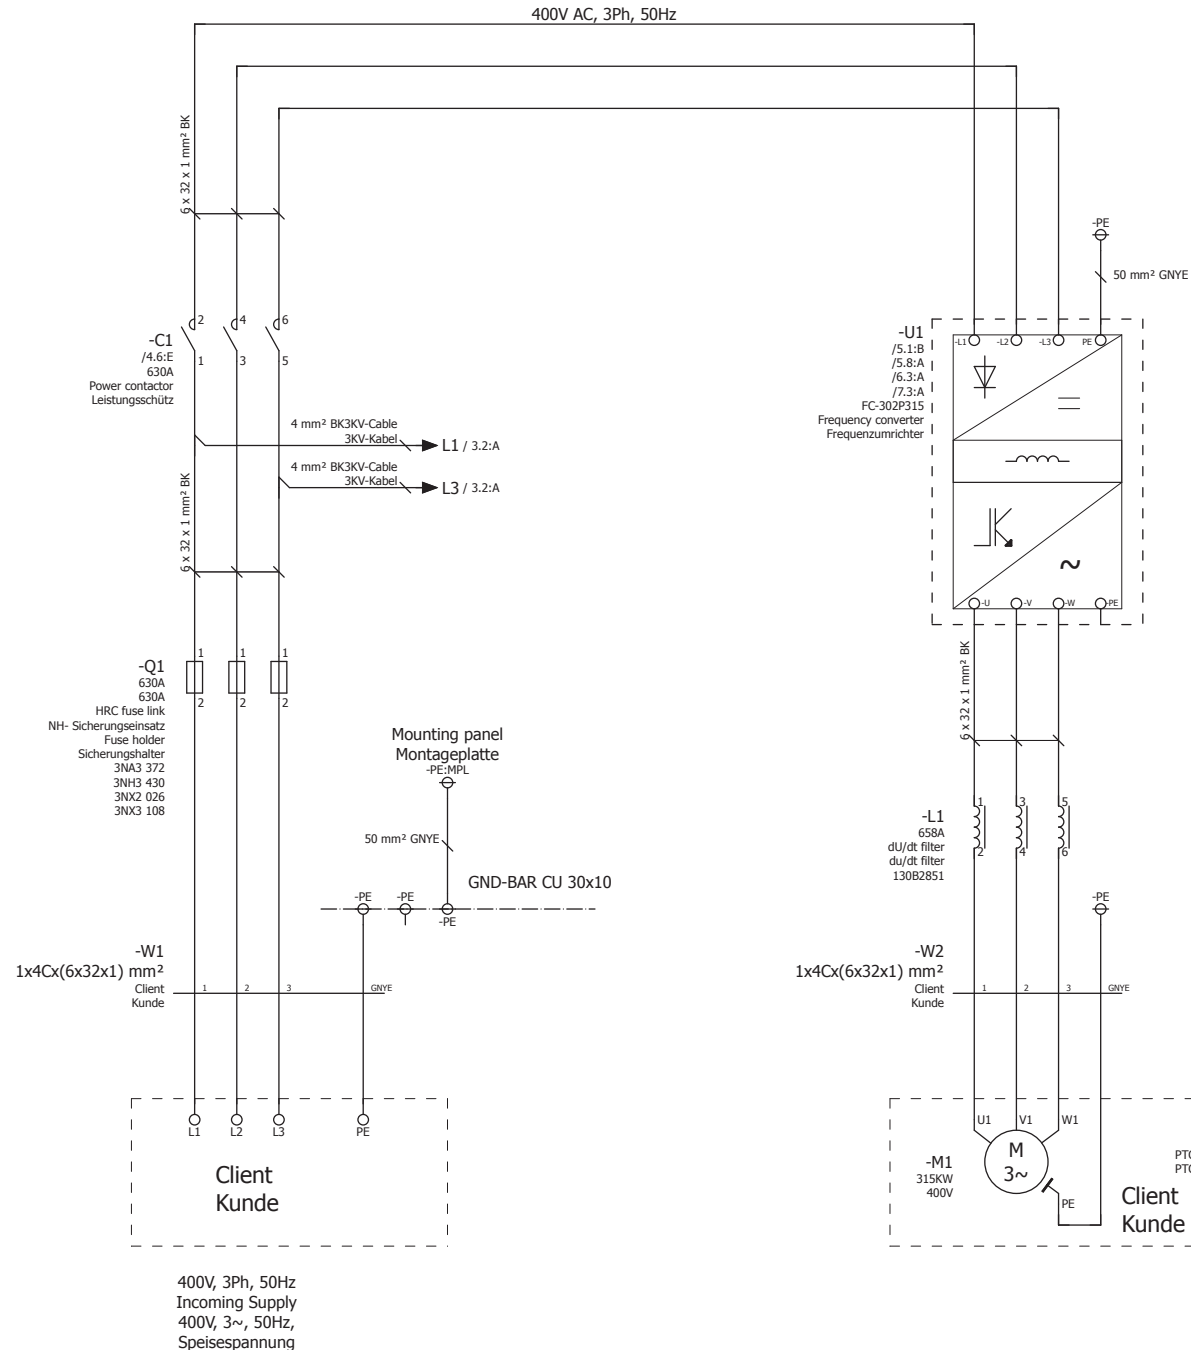 400V AC, 3Ph, 50Hz
6 x 32 x 1 mm² BK
-PE
50 mm² GNYE
2
4
6
-C1
/4.6:E
630A
Power contactor
Leistungsschütz
1
3
5
4 mm² BK3KV-Cable
3KV-Kabel
L1 / 3.2:A
4 mm² BK3KV-Cable
3KV-Kabel
L3 / 3.2:A
6 x 32 x 1 mm² BK
-U1
/5.1:B
/5.8:A
/6.3:A
/7.3:A
FC-302P315
Frequency converter
Frequenzumrichter
-L1
-L2
-L3
PE
~
-U
-V
-W
-PE
6 x 32 x 1 mm² BK
-Q1
630A
630A
HRC fuse link
NH- Sicherungseinsatz
Fuse holder
Sicherungshalter
3NA3 372
3NH3 430
3NX2 026
3NX3 108
1
1
1
2
2
2
Mounting panel
Montageplatte
-PE:MPL
50 mm² GNYE
GND-BAR CU 30x10
-PE
-PE
-PE
-L1
658A
dU/dt filter
du/dt filter
130B2851
1
3
5
2
4
6
-PE
-W1
1x4Cx(6x32x1) mm²
Client
Kunde
1
2
3
GNYE
-W2
1x4Cx(6x32x1) mm²
Client
Kunde
1
2
3
GNYE
L1
L2
L3
PE
Client
Kunde
400V, 3Ph, 50Hz
Incoming Supply
400V, 3~, 50Hz,
Speisespannung
U1
V1
W1
-M1
315KW
400V
M
3~
PE
PTC
PTC
Client
Kunde